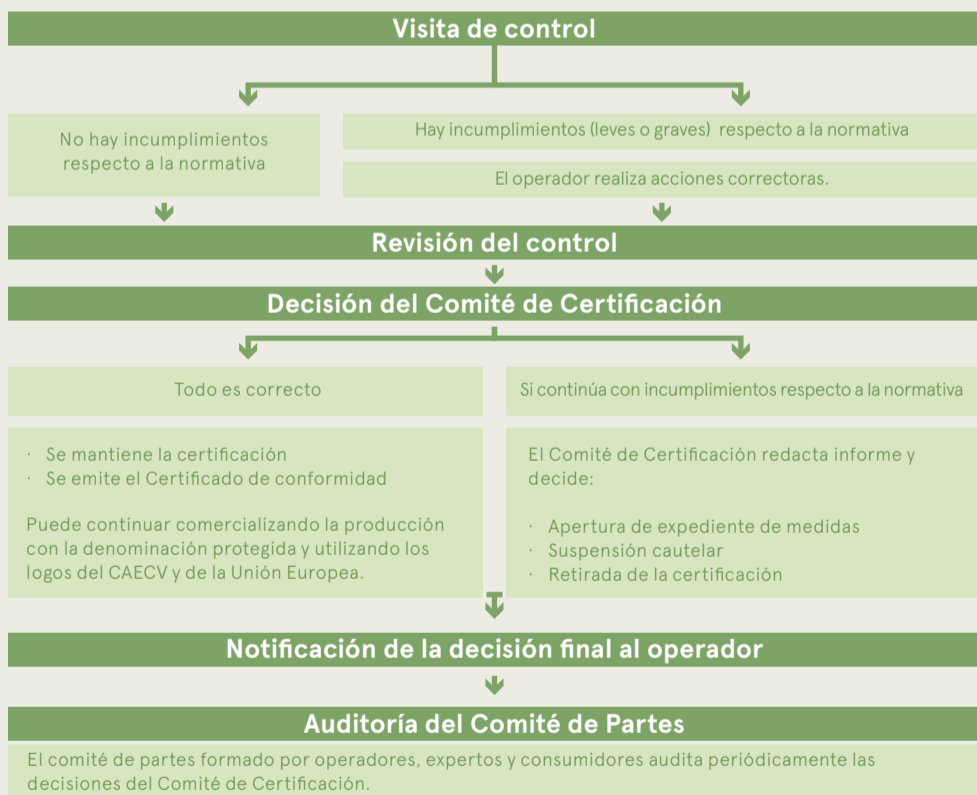 Visita de control
No hay incumplimientos
respecto a la normativa
Hay incumplimientos (leves o graves) respecto a la normativa
El operador realiza acciones correctoras.
Revisión del control
Decisión del Comité de Certificación
Todo es correcto
· Se mantiene la certificación
· Se emite el Certificado de conformidad
Puede continuar comercializando la producción
con la denominación protegida y utilizando los
logos del CAECV y de la Unión Europea.
Si continúa con incumplimientos respecto a la normativa
El Comité de Certificación redacta informe y
decide:
· Apertura de expediente de medidas
· Suspensión cautelar
· Retirada de la certificación
Notificación de la decisión final al operador
Auditoría del Comité de Partes
El comité de partes formado por operadores, expertos y consumidores audita periódicamente las
decisiones del Comité de Certificación.